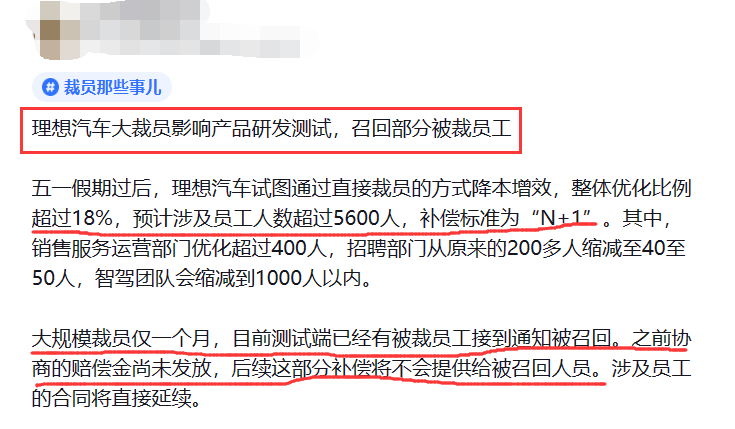 # 裁员那些事儿
理想汽车大裁员影响产品研发测试，召回部分被裁员工
五一假期过后，理想汽车试图通过直接裁员的方式降本增效，整体优化比例
超过18%，预计涉及员工人数超过5600人，补偿标准为“N+1”。其中，
销售服务运营部门优化超过400人，招聘部门从原来的200多人缩减至40至
50人，智驾团队会缩减到1000人以内。
大规模裁员仅一个月，目前测试端已经有被裁员工接到通知被召回。之前协
商的赔偿金尚未发放，后续这部分补偿将不会提供给被召回人员。涉及员工
的合同将直接延续。